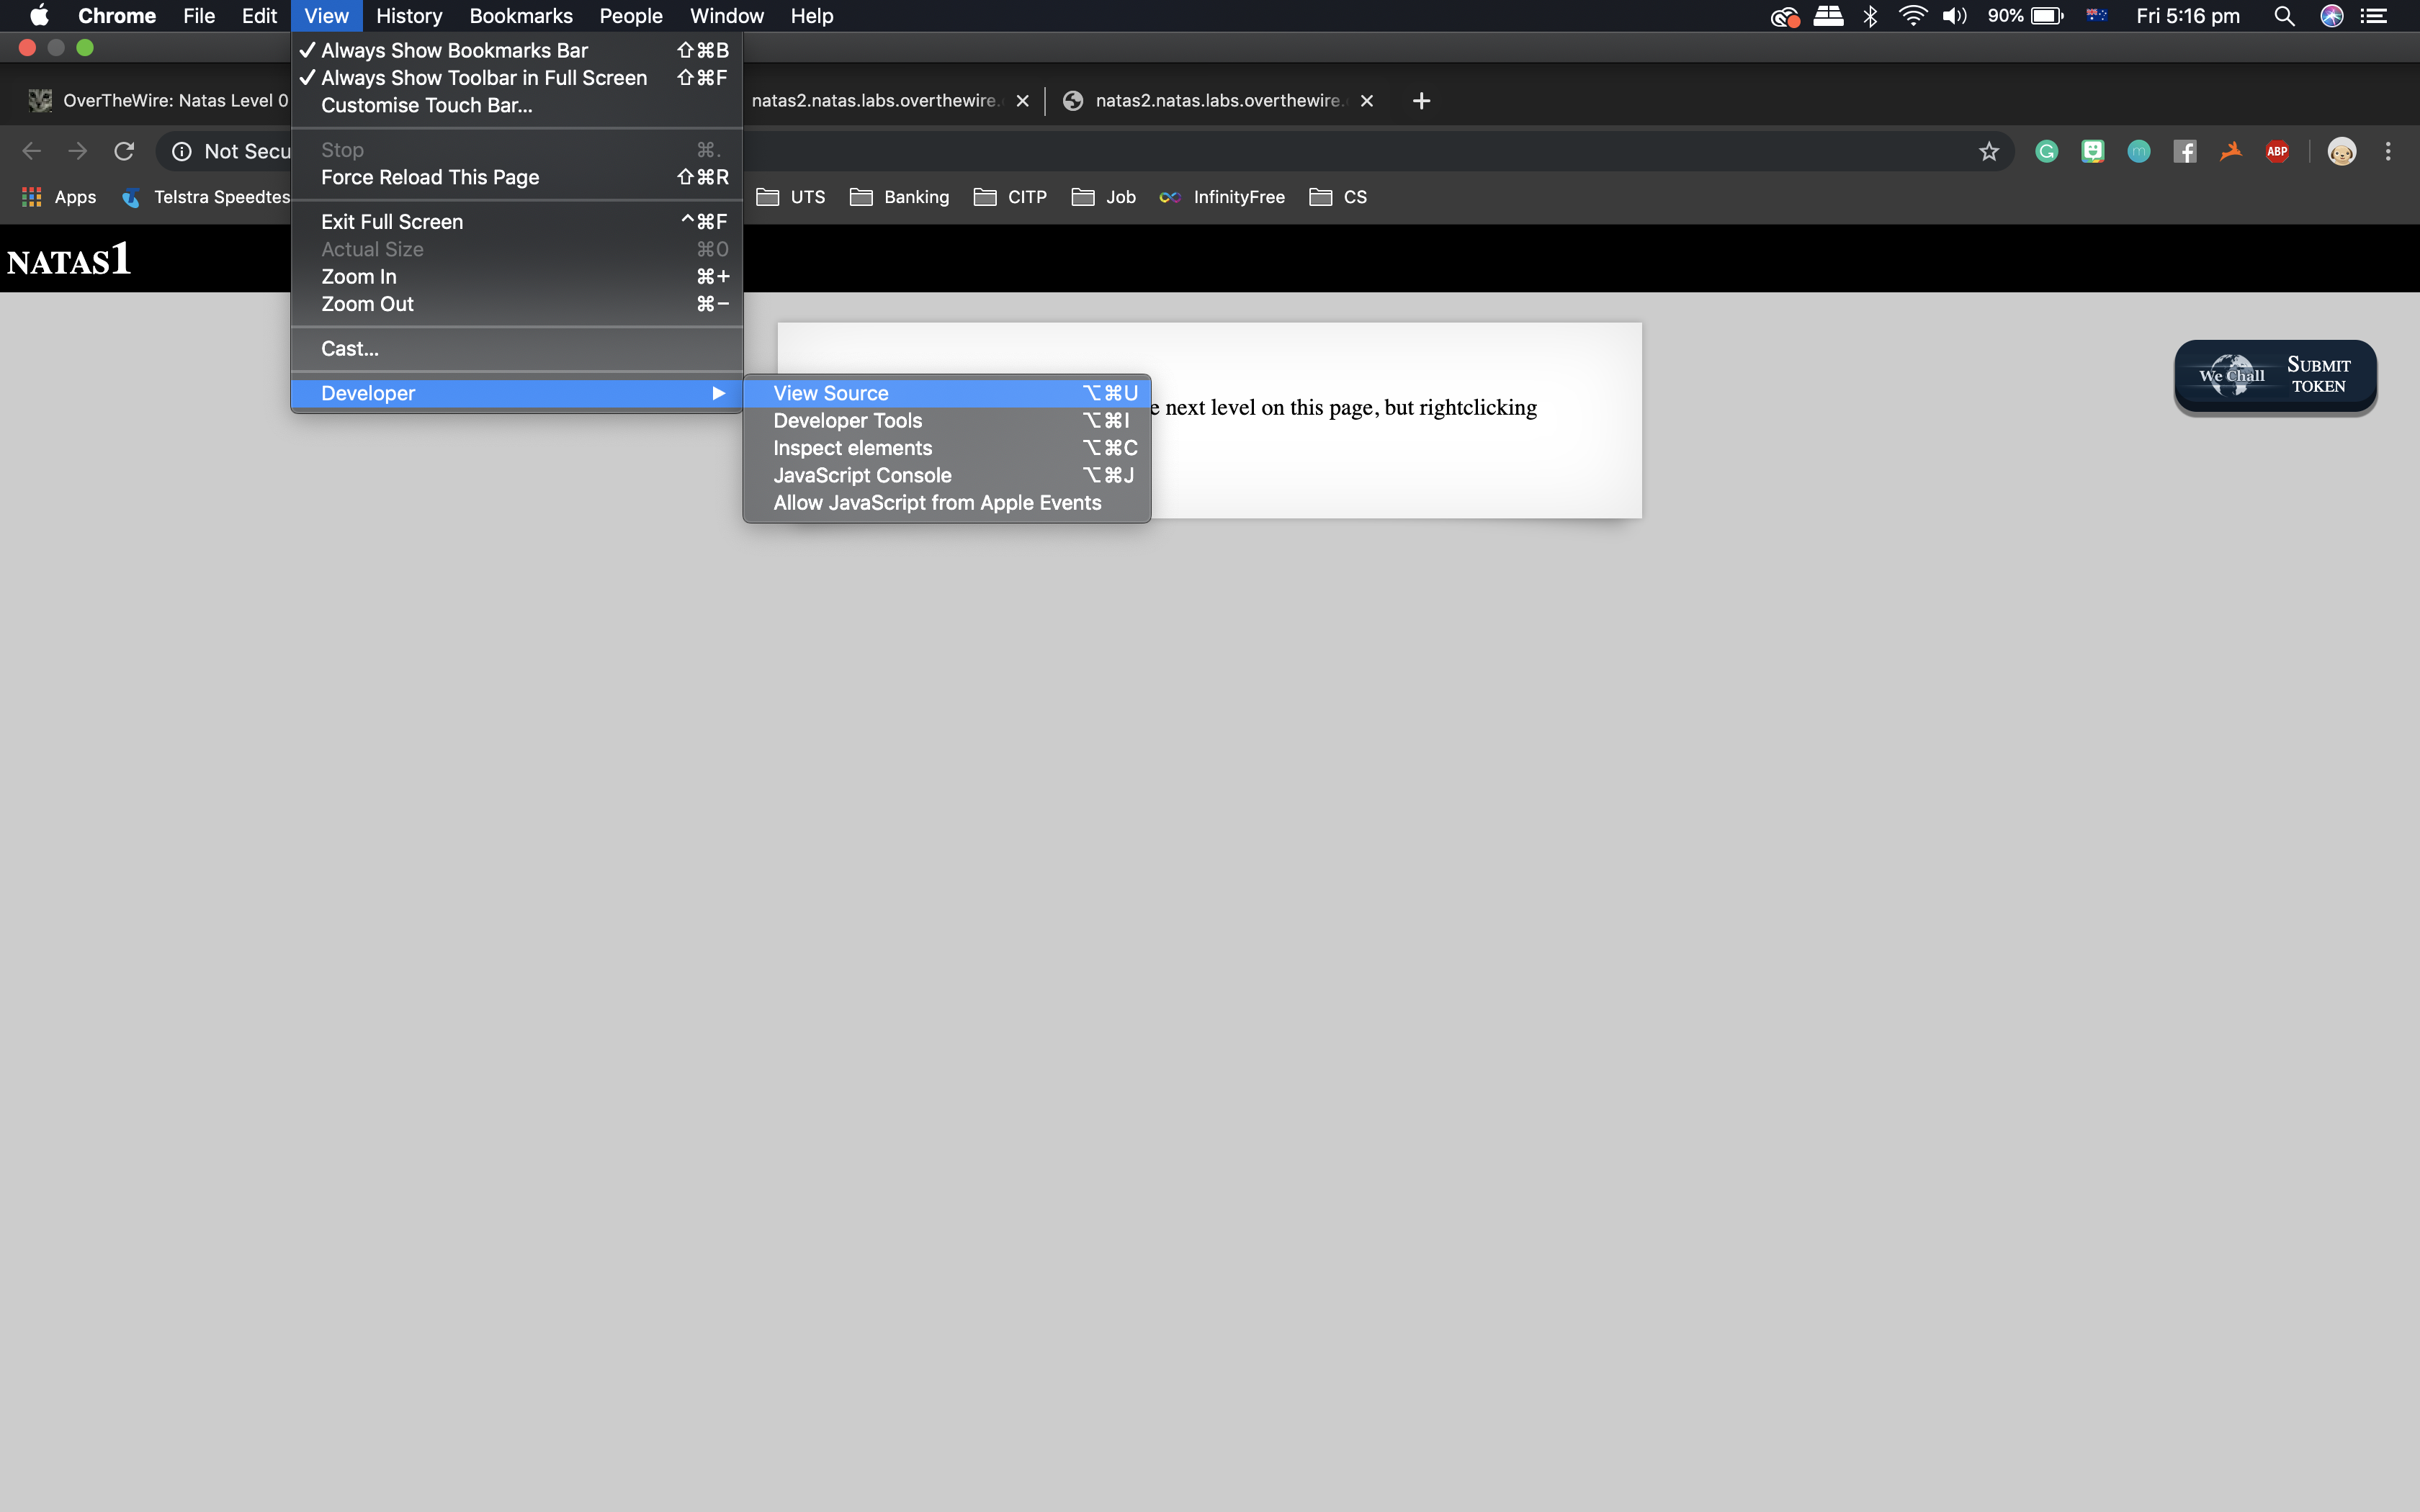 Chrome File Edit View History Bookmarks People Window Help 90% Fri 5:16 pm
✓ Always Show Bookmarks Bar ⇧⌘B
✓ Always Show Toolbar in Full Screen ⇧⌘F
Customise Touch Bar...
Stop ⌘.
Force Reload This Page ⇧⌘R
Exit Full Screen ^⌘F
Actual Size ⌘0
Zoom In ⌘+
Zoom Out ⌘−
Cast...
Developer ▶
View Source ⌥⌘U
Developer Tools ⌥⌘I
Inspect elements ⌥⌘C
JavaScript Console ⌥⌘J
Allow JavaScript from Apple Events
OverTheWire: Natas Level 0 natas2.natas.labs.overthewire. natas2.natas.labs.overthewire.
Not Secu ABP
Apps Telstra Speedtes UTS Banking CITP Job InfinityFree CS
NATAS1
e next level on this page, but rightclicking
We Chall
SUBMIT
TOKEN